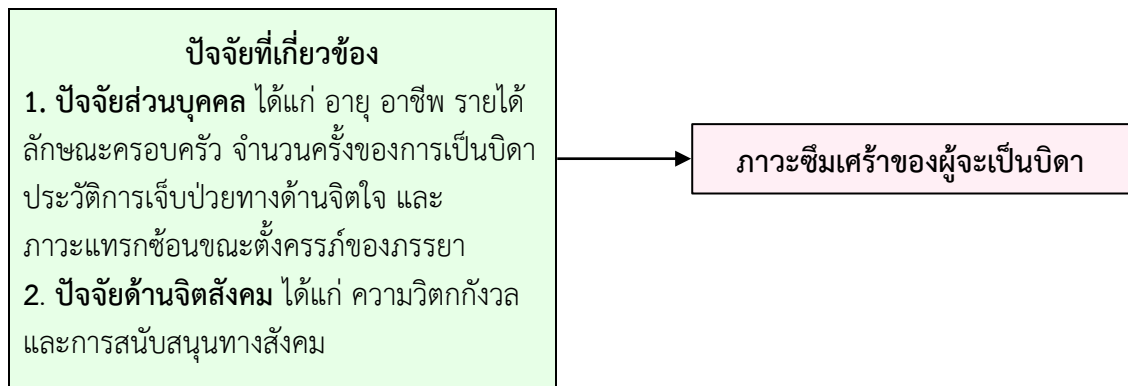 ปัจจัยที่เกี่ยวข้อง
1. ปัจจัยส่วนบุคคล ได้แก่ อายุ อาชีพ รายได้
ลักษณะครอบครัว จำนวนครั้งของการเป็นบิดา
ประวัติการเจ็บป่วยทางด้านจิตใจ และ
ภาวะแทรกซ้อนขณะตั้งครรภ์ของภรรยา
2. ปัจจัยด้านจิตสังคม ได้แก่ ความวิตกกังวล
และการสนับสนุนทางสังคม
ภาวะซึมเศร้าของผู้จะเป็นบิดา